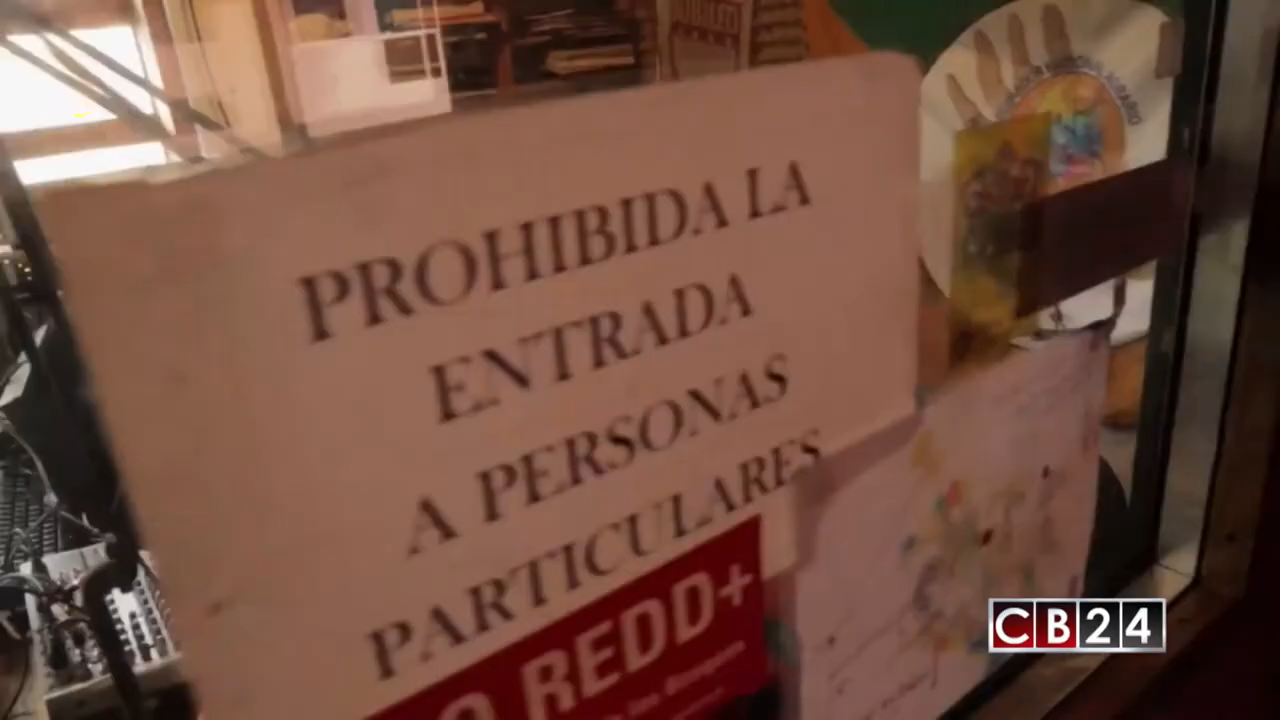 PROHIBIDA LA
ENTRADA
A PERSONAS
PARTICULARES
REDD+
CB24